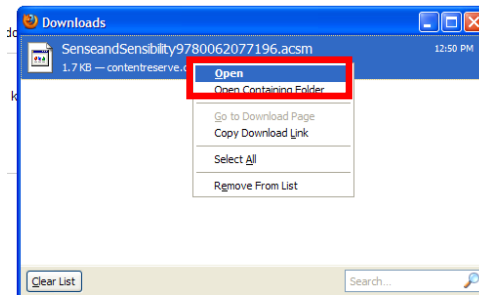 Downloads
SenseandSensibility9780062077196.acsm
12:50 PM
1.7 KB — contentreserve.c
Open
Open Containing Folder
Go to Download Page
Copy Download Link
Select All
Remove From List
Clear List
Search...